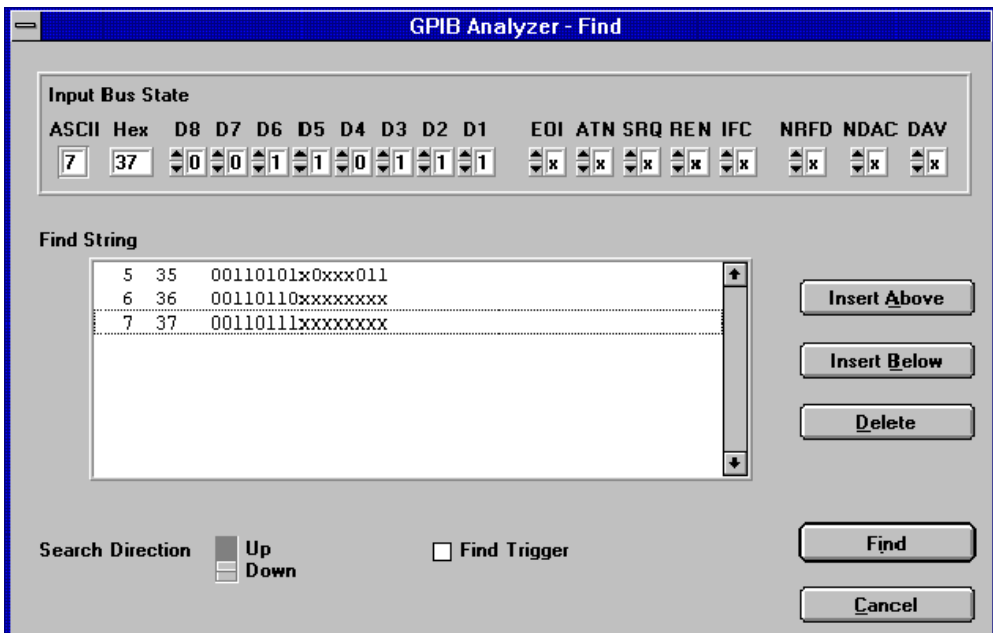 GPIB Analyzer - Find
Input Bus State
ASCII Hex D8 D7 D6 D5 D4 D3 D2 D1 EOI ATN SRQ REN IFC NRFD NDAC DAV
7 37 0 0 1 1 0 1 1 1 x x x x x x x x
Find String
5 35 00110101x0xxx011
6 36 00110110xxxxxxxx
7 37 00110111xxxxxxxx
Insert Above
Insert Below
Delete
Search Direction Up
Down
Find Trigger
Find
Cancel